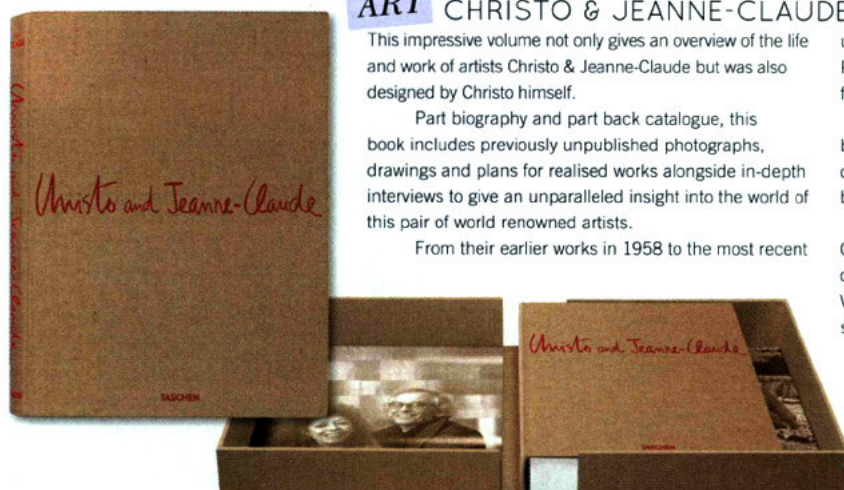 ART CHRISTO & JEANNE-CLAUDE
This impressive volume not only gives an overview of the life
and work of artists Christo & Jeanne-Claude but was also
designed by Christo himself.
Part biography and part back catalogue, this
book includes previously unpublished photographs,
drawings and plans for realised works alongside in-depth
interviews to give an unparalleled insight into the world of
this pair of world renowned artists.
From their earlier works in 1958 to the most recent
Christo and Jeanne-Claude
Christo and Jeanne-Claude
TASCHEN
Christo and Jeanne-Claude
TASCHEN